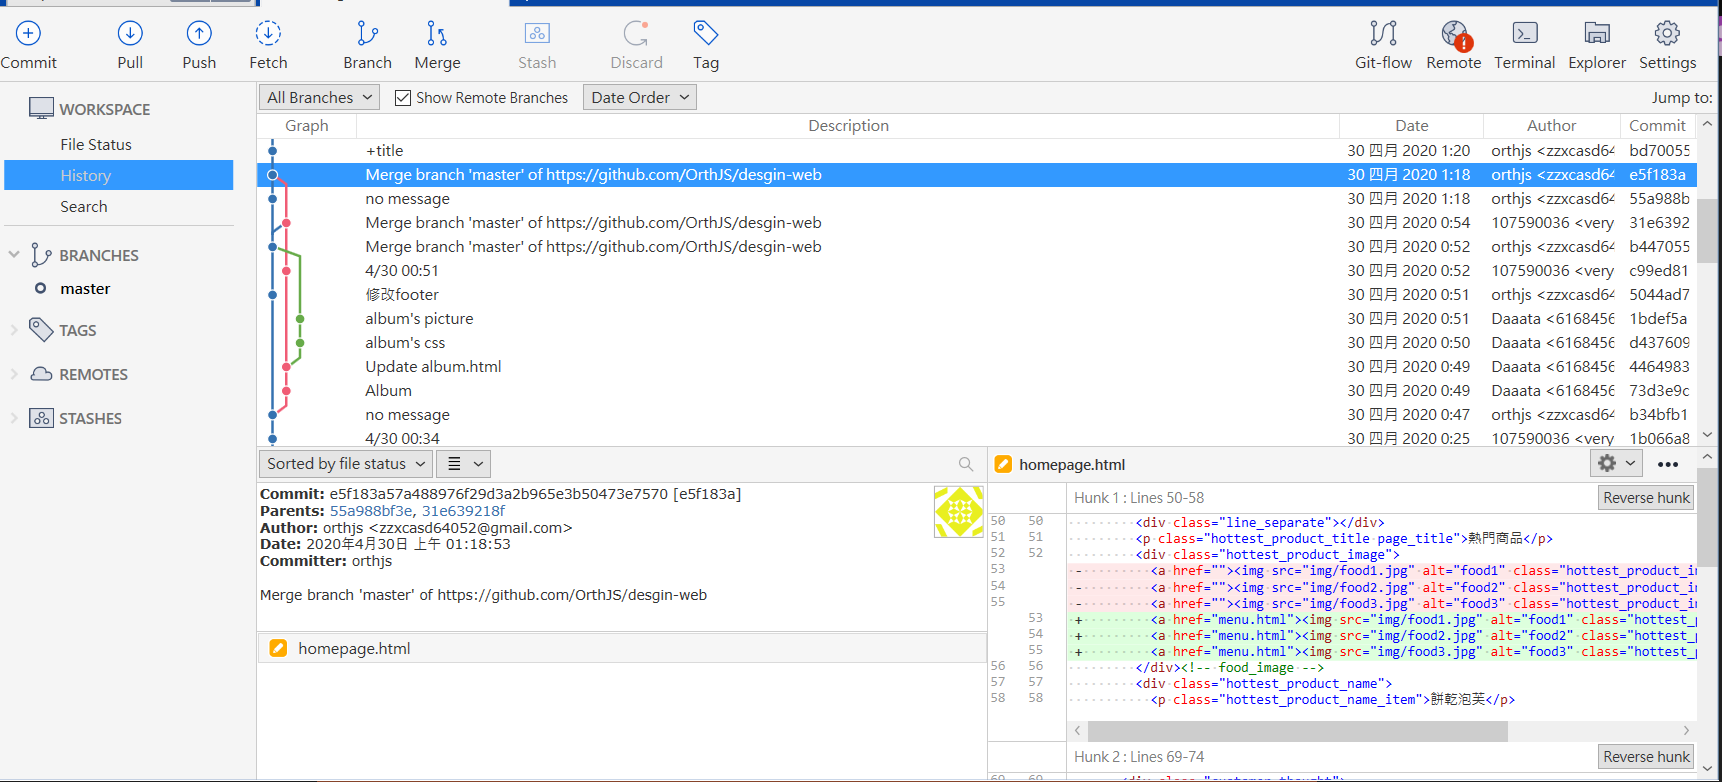 Commit Pull Push Fetch Branch Merge Stash Discard Tag Git-flow Remote Terminal Explorer Settings
WORKSPACE
File Status
History
Search
BRANCHES
master
TAGS
REMOTES
STASHES
All Branches Show Remote Branches Date Order Jump to:
Graph Description Date Author Commit
+title 30 四月 2020 1:20 orthjs <zzxcasd64 bd70055
Merge branch 'master' of https://github.com/OrthJS/desgin-web 30 四月 2020 1:18 orthjs <zzxcasd64 e5f183a
no message 30 四月 2020 1:18 orthjs <zzxcasd64 55a988b
Merge branch 'master' of https://github.com/OrthJS/desgin-web 30 四月 2020 0:54 107590036 <very 31e6392
Merge branch 'master' of https://github.com/OrthJS/desgin-web 30 四月 2020 0:52 orthjs <zzxcasd64 b447055
4/30 00:51 30 四月 2020 0:52 107590036 <very c99ed81
修改footer 30 四月 2020 0:51 orthjs <zzxcasd64 5044ad7
album's picture 30 四月 2020 0:51 Daaata <6168456 1bdef5a
album's css 30 四月 2020 0:50 Daaata <6168456 d437609
Update album.html 30 四月 2020 0:49 Daaata <6168456 4464983
Album 30 四月 2020 0:49 Daaata <6168456 73d3e9c
no message 30 四月 2020 0:47 orthjs <zzxcasd64 b34bfb1
4/30 00:34 30 四月 2020 0:25 107590036 <very 1b066a8
Sorted by file status
Commit: e5f183a57a488976f29d3a2b965e3b50473e7570 [e5f183a]
Parents: 55a988bf3e, 31e639218f
Author: orthjs <zzxcasd64052@gmail.com>
Date: 2020年4月30日 上午 01:18:53
Committer: orthjs
Merge branch 'master' of https://github.com/OrthJS/desgin-web
homepage.html
homepage.html
Hunk 1 : Lines 50-58 Reverse hunk
50 50 <div class="line_separate"></div>
51 51 <p class="hottest_product_title page_title">熱門商品</p>
52 52 <div class="hottest_product_image">
53 - <a href=""><img src="img/food1.jpg" alt="food1" class="hottest_product_i
54 - <a href=""><img src="img/food2.jpg" alt="food2" class="hottest_product_i
55 - <a href=""><img src="img/food3.jpg" alt="food3" class="hottest_product_i
53 + <a href="menu.html"><img src="img/food1.jpg" alt="food1" class="hottest_p
54 + <a href="menu.html"><img src="img/food2.jpg" alt="food2" class="hottest_p
55 + <a href="menu.html"><img src="img/food3.jpg" alt="food3" class="hottest_p
56 56 </div><!-- food_image -->
57 57 <div class="hottest_product_name">
58 58 <p class="hottest_product_name_item">餅乾泡芙</p>
Hunk 2 : Lines 69-74 Reverse hunk